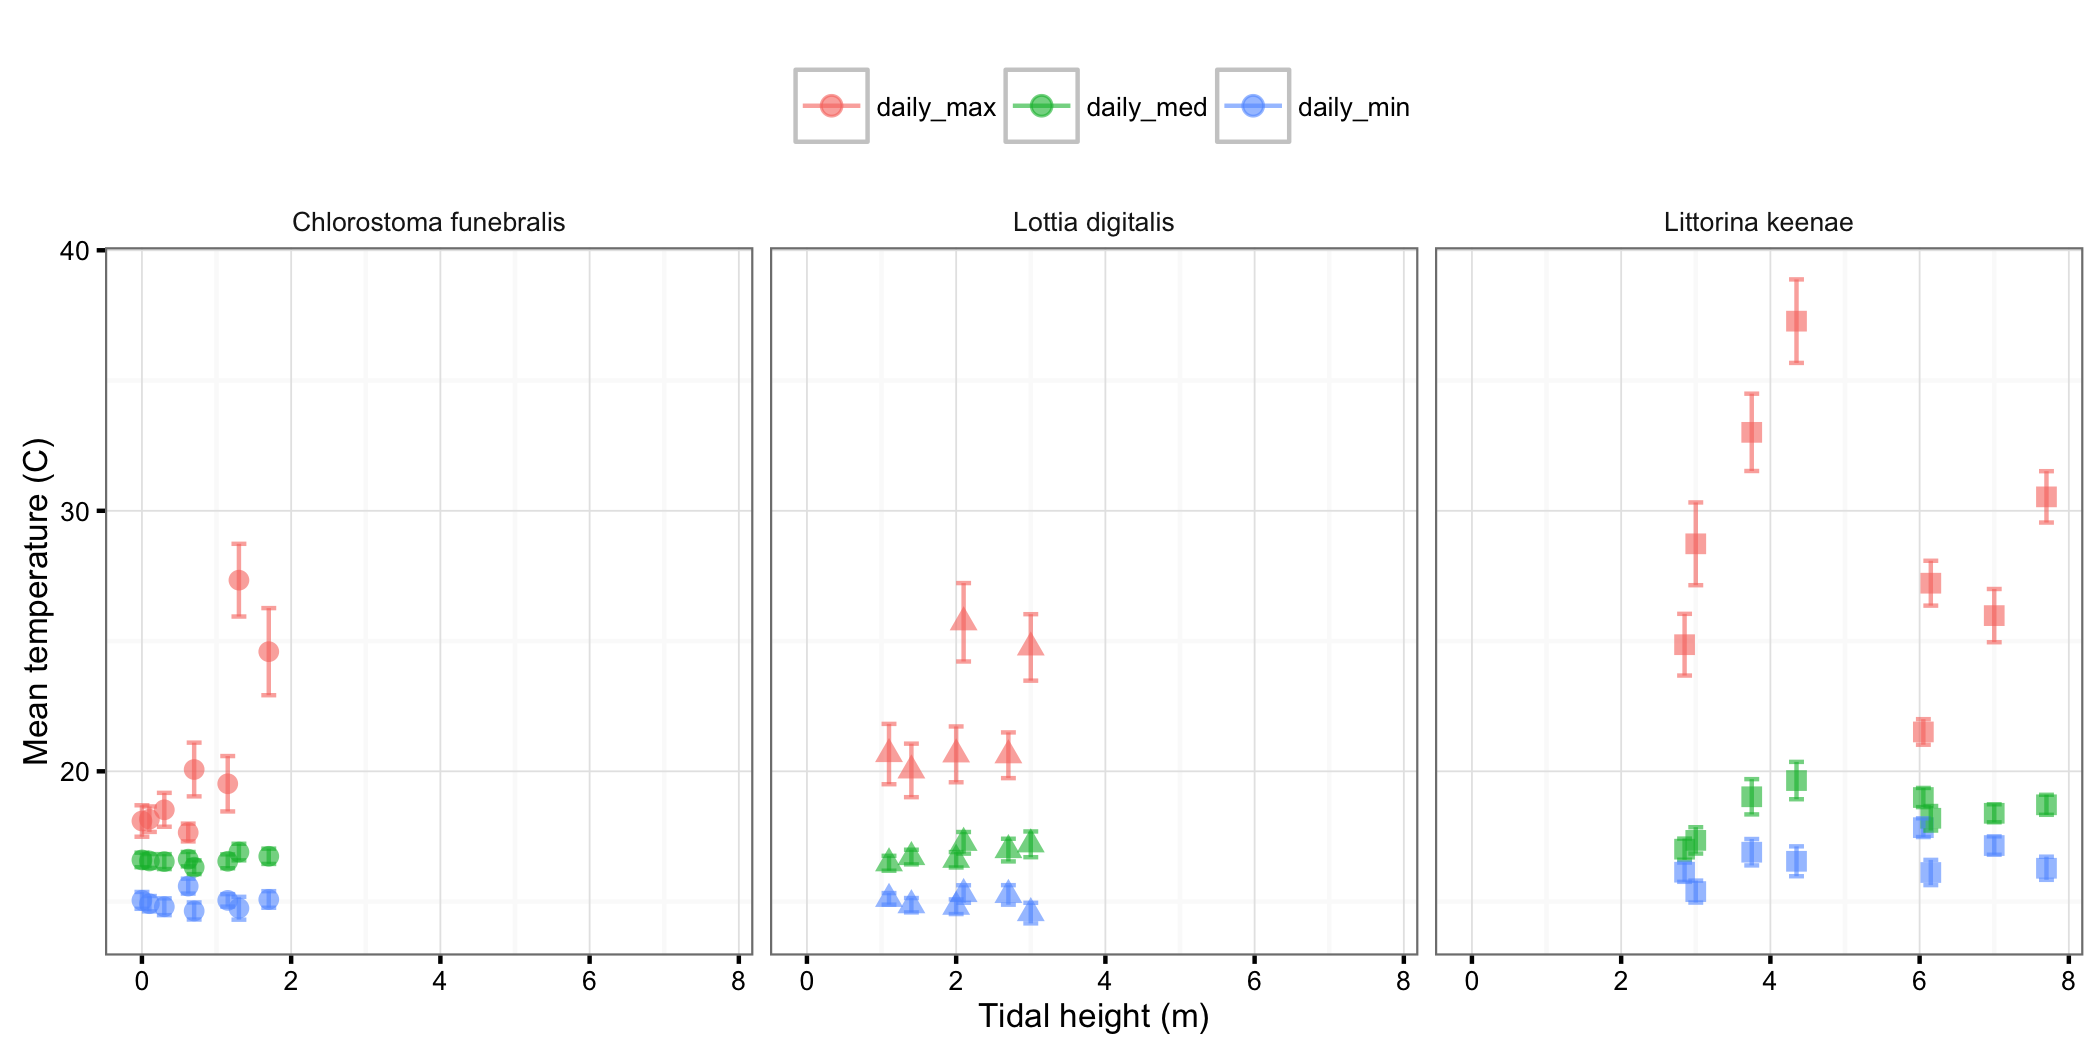 daily_max daily_med daily_min
Chlorostoma funebralis Lottia digitalis Littorina keenae
40
30
20
Mean temperature (C)
0 2 4 6 8 0 2 4 6 8 0 2 4 6 8
Tidal height (m)